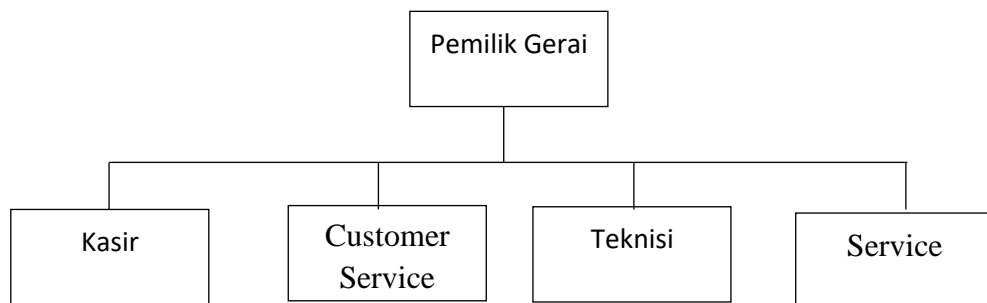 Pemilik Gerai
Kasir
Customer
Service
Teknisi
Service